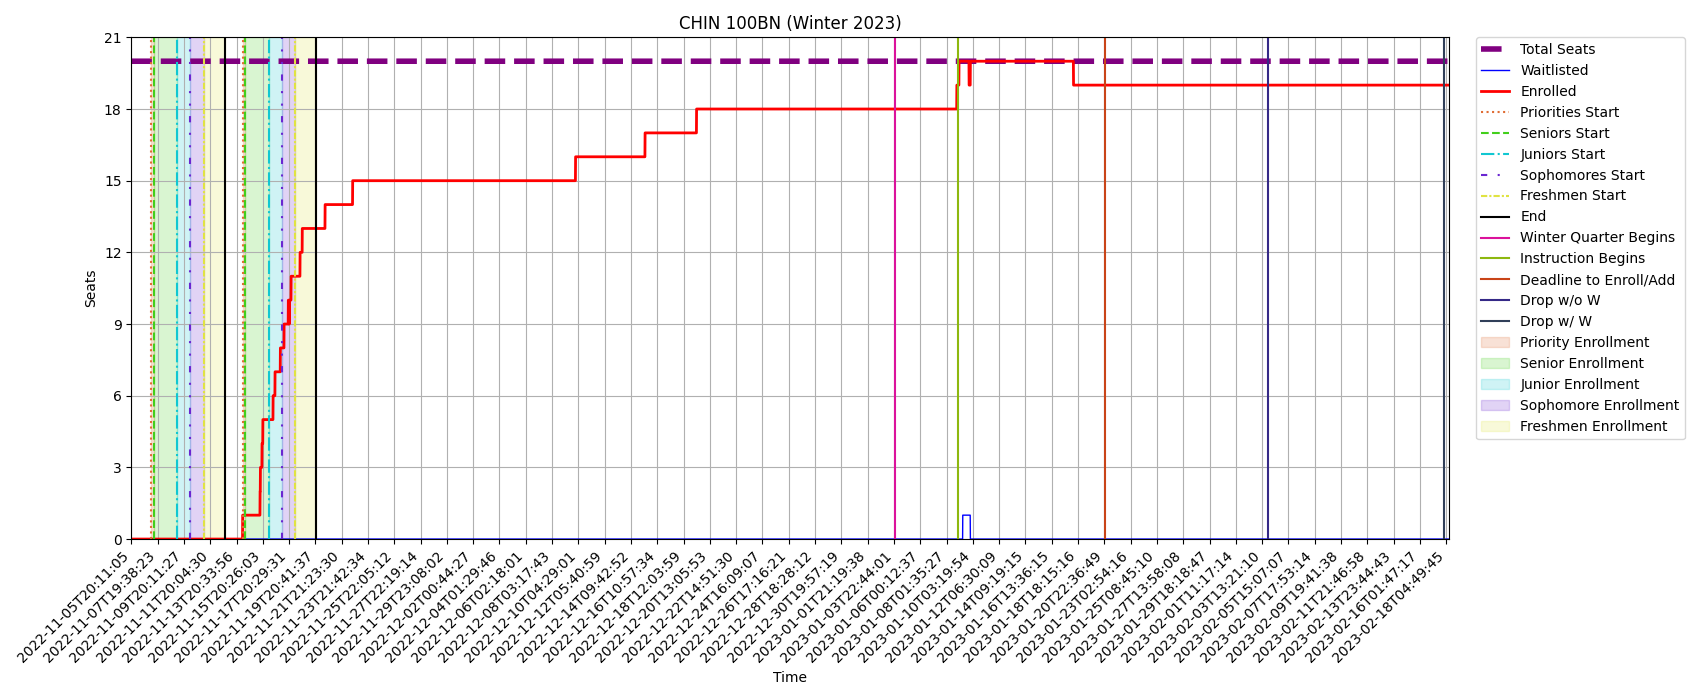 CHIN 100BN (Winter 2023)
Seats
21
18
15
12
9
6
3
0
2022-11-05T20:11:05
2022-11-07T19:38:23
2022-11-09T20:11:27
2022-11-11T20:04:30
2022-11-13T20:33:56
2022-11-15T20:26:03
2022-11-17T20:29:31
2022-11-19T20:41:37
2022-11-21T21:23:30
2022-11-23T21:42:34
2022-11-25T22:05:12
2022-11-27T22:19:14
2022-11-29T23:08:02
2022-12-02T00:44:27
2022-12-04T01:29:46
2022-12-06T02:18:01
2022-12-08T03:17:43
2022-12-10T04:29:01
2022-12-12T05:40:59
2022-12-14T09:42:52
2022-12-16T10:57:34
2022-12-18T12:03:59
2022-12-20T13:05:53
2022-12-22T14:51:30
2022-12-24T16:09:07
2022-12-26T17:16:21
2022-12-28T18:28:12
2022-12-30T19:57:19
2023-01-01T21:19:38
2023-01-03T22:44:01
2023-01-06T00:12:37
2023-01-08T01:35:27
2023-01-10T03:19:54
2023-01-12T06:30:09
2023-01-14T09:19:15
2023-01-16T13:36:15
2023-01-18T18:15:16
2023-01-20T22:36:49
2023-01-23T02:54:16
2023-01-25T08:45:10
2023-01-27T13:58:08
2023-01-29T18:18:47
2023-02-01T11:17:14
2023-02-03T13:21:10
2023-02-05T15:07:07
2023-02-07T17:53:14
2023-02-09T19:41:38
2023-02-11T21:46:58
2023-02-13T23:44:43
2023-02-16T01:47:17
2023-02-18T04:49:45
Time
Total Seats
Waitlisted
Enrolled
Priorities Start
Seniors Start
Juniors Start
Sophomores Start
Freshmen Start
End
Winter Quarter Begins
Instruction Begins
Deadline to Enroll/Add
Drop w/o W
Drop w/ W
Priority Enrollment
Senior Enrollment
Junior Enrollment
Sophomore Enrollment
Freshmen Enrollment